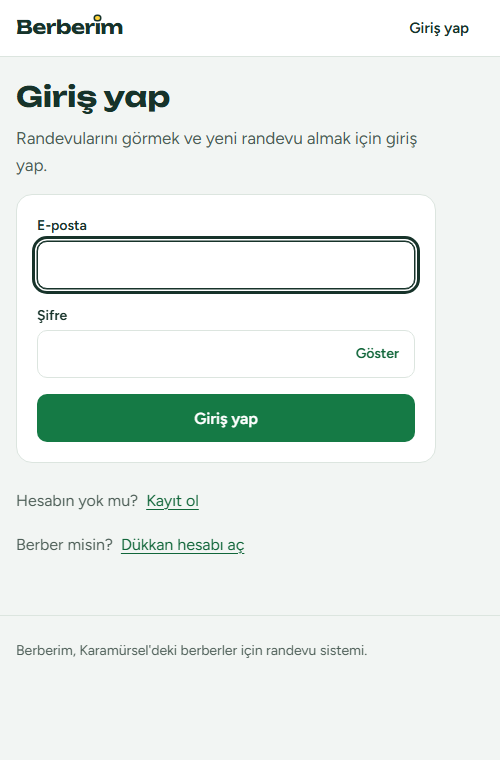 Berberim
Giriş yap
Giriş yap
Randevularını görmek ve yeni randevu almak için giriş
yap.
E-posta
Şifre
Göster
Giriş yap
Hesabın yok mu? Kayıt ol
Berber misin? Dükkan hesabı aç
Berberim, Karamürsel'deki berberler için randevu sistemi.